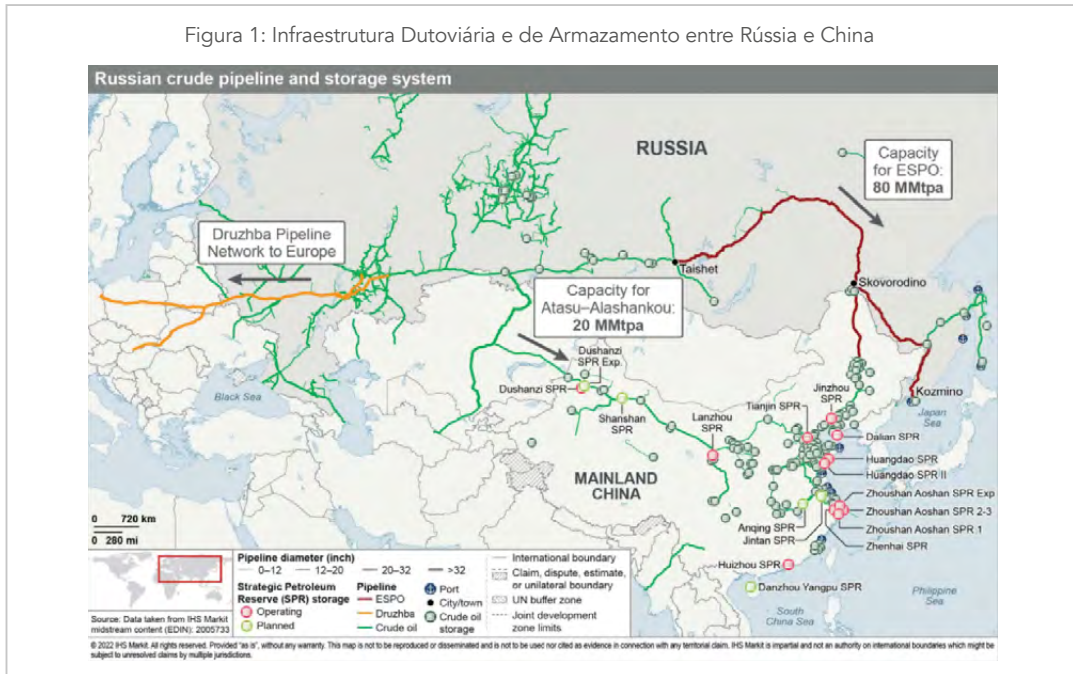 Figura 1: Infraestrutura Dutoviária e de Armazamento entre Rússia e China
Russian crude pipeline and storage system
RUSSIA
Capacity
for ESPO:
80 MMtpa
Druzhba Pipeline
Network to Europe
Taishet
Skovorodino
Capacity for
Atasu–Alashankou:
20 MMtpa
Dushanzi
SPR Exp.
Dushanzi SPR
Shanshan
SPR
Lanzhou
SPR
Tianjin SPR
Jinzhou
SPR
Kozmino
Black Sea
Japan
Sea
Dalian SPR
Huangdao SPR
Huangdao SPR II
MAINLAND
CHINA
Zhoushan Aoshan SPR Exp
Zhoushan Aoshan SPR 2-3
Zhoushan Aoshan SPR 1
Zhenhai SPR
Anqing SPR
Jintan SPR
Huizhou SPR
Danzhou Yangpu SPR
South
China Sea
Philippine
Sea
0 720 km
0 280 mi
Pipeline diameter (inch)
0–12 12–20 20–32 >32
Strategic Petroleum
Reserve (SPR) storage
Operating
Planned
Pipeline
ESPO
Druzhba
Crude oil
Port
City/town
Crude oil
storage
International boundary
Claim, dispute, estimate,
or unilateral boundary
UN buffer zone
Joint development
zone limits
Source: Data taken from IHS Markit
midstream content (EDIN): 2005733
© 2022 IHS Markit. All rights reserved. Provided "as is", without any warranty. This map is not to be reproduced or disseminated and is not to be used nor cited as evidence in connection with any territorial claim. IHS Markit is impartial and not an authority on international boundaries which might be
subject to unresolved claims by multiple jurisdictions.